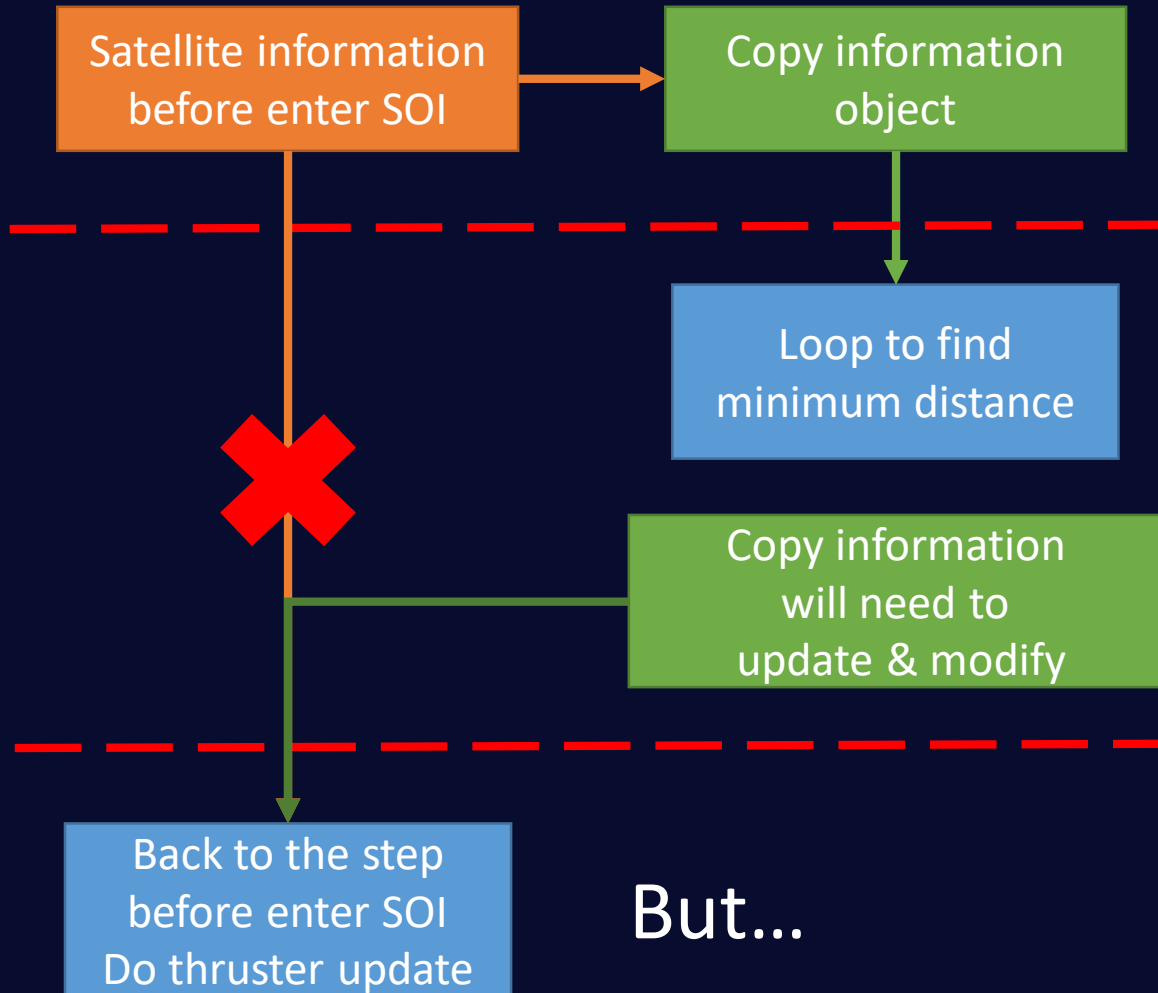 Satellite information
before enter SOI
Copy information
object
Loop to find
minimum distance
Copy information
will need to
update & modify
Back to the step
before enter SOI
Do thruster update
But...